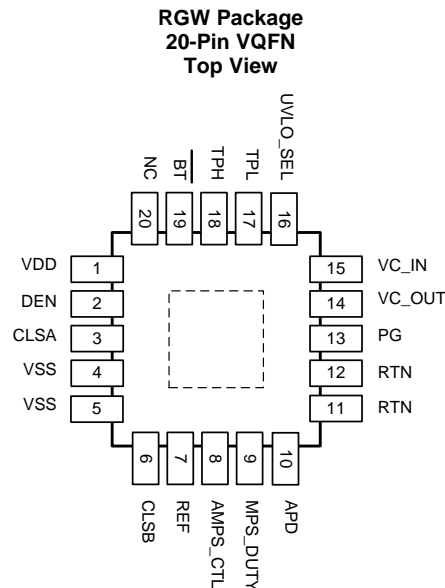 RGW Package
20-Pin VQFN
Top View
NC
BT
TPH
TPL
UVLO_SEL
20
19
18
17
16
VDD 1
DEN 2
CLSA 3
VSS 4
VSS 5
15 VC_IN
14 VC_OUT
13 PG
12 RTN
11 RTN
6
7
8
9
10
CLSB
REF
AMPS_CTL
MPS_DUTY
APD